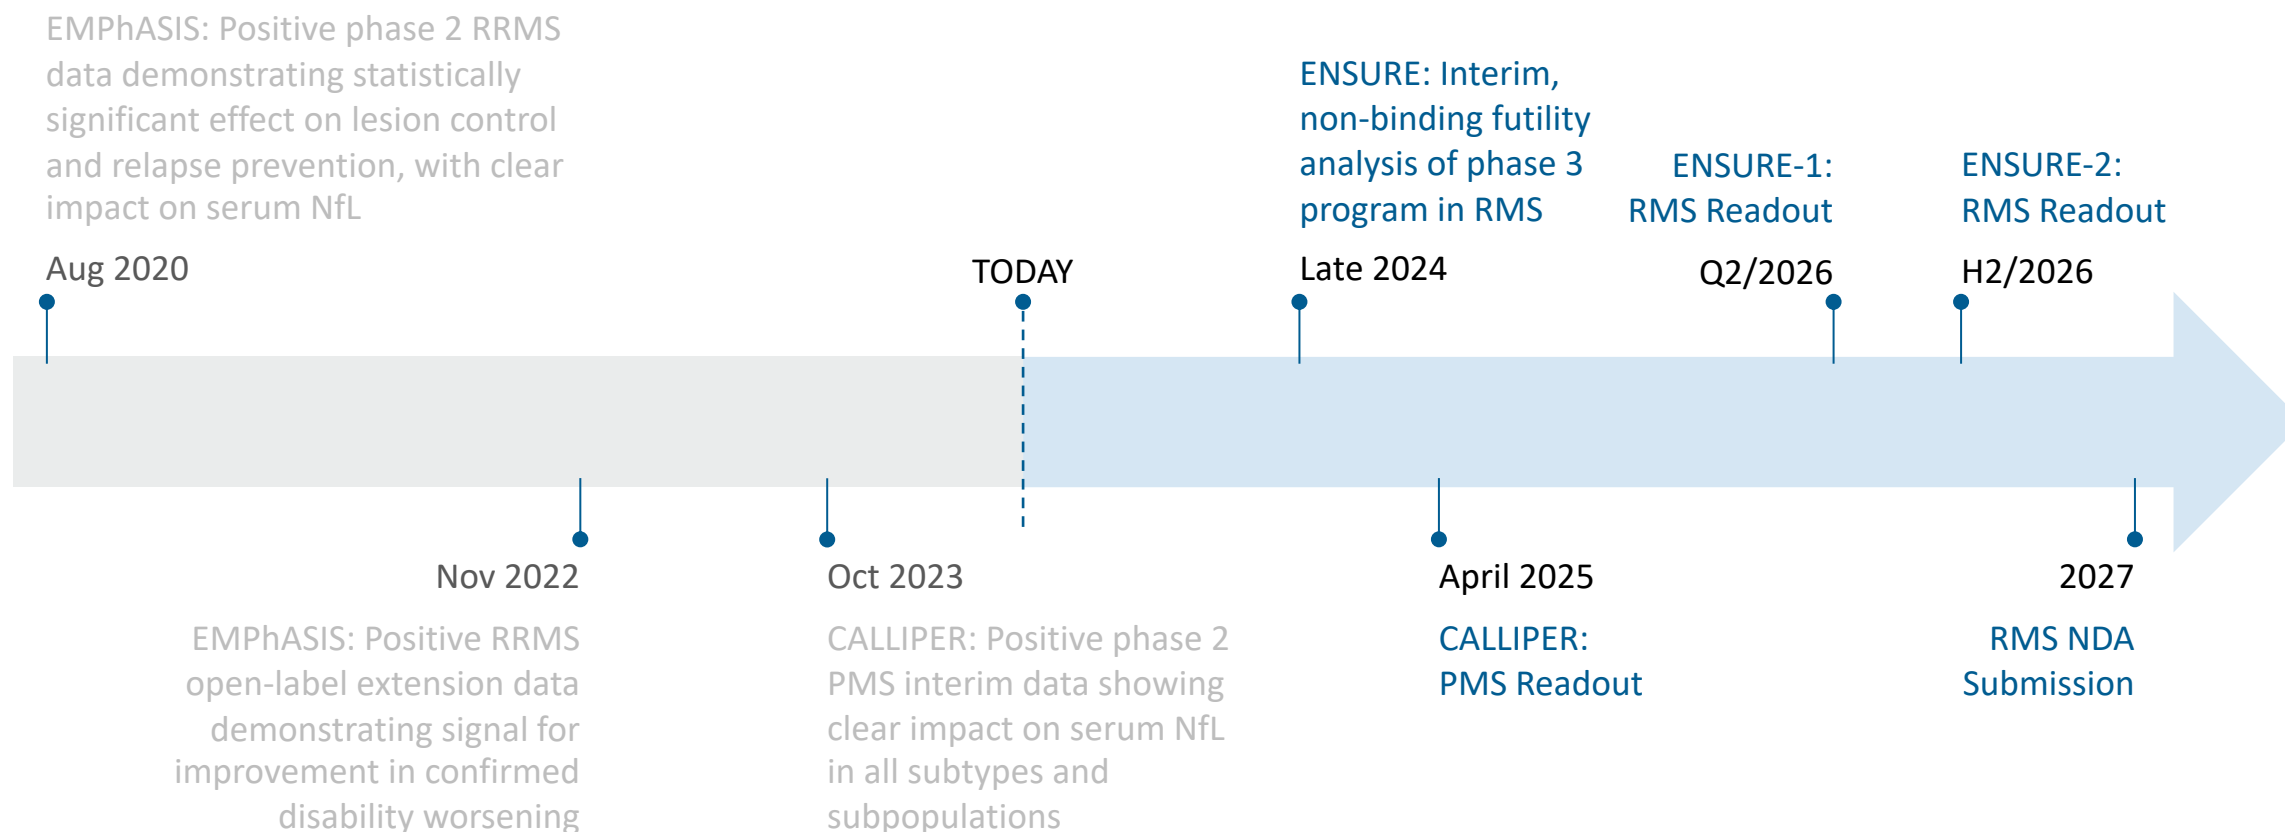 EMPhASIS: Positive phase 2 RRMS
data demonstrating statistically
significant effect on lesion control
and relapse prevention, with clear
impact on serum NfL
Aug 2020
TODAY
ENSURE: Interim,
non-binding futility
analysis of phase 3
program in RMS
Late 2024
ENSURE-1:
RMS Readout
Q2/2026
ENSURE-2:
RMS Readout
H2/2026
Nov 2022
EMPhASIS: Positive RRMS
open-label extension data
demonstrating signal for
improvement in confirmed
disability worsening
Oct 2023
CALLIPER: Positive phase 2
PMS interim data showing
clear impact on serum NfL
in all subtypes and
subpopulations
April 2025
CALLIPER:
PMS Readout
2027
RMS NDA
Submission